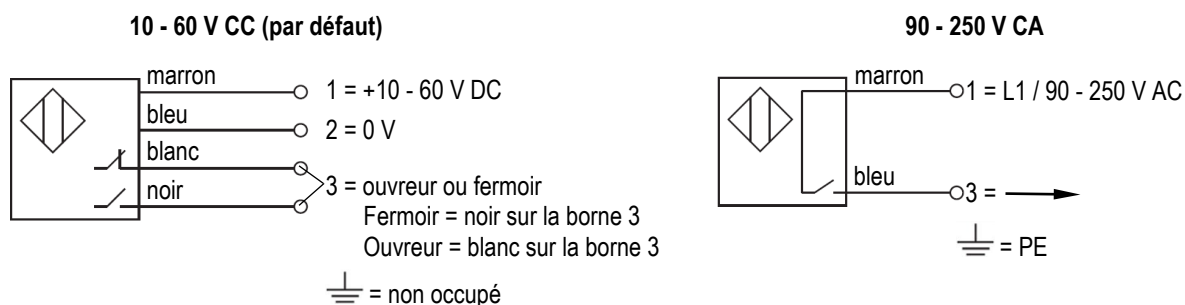 10 - 60 V CC (par défaut)
marron
1 = +10 - 60 V DC
bleu
2 = 0 V
blanc
noir
3 = ouvreur ou fermoir
Fermoir = noir sur la borne 3
Ouvreur = blanc sur la borne 3
= non occupé
90 - 250 V CA
marron
1 = L1 / 90 - 250 V AC
bleu
3 =
= PE